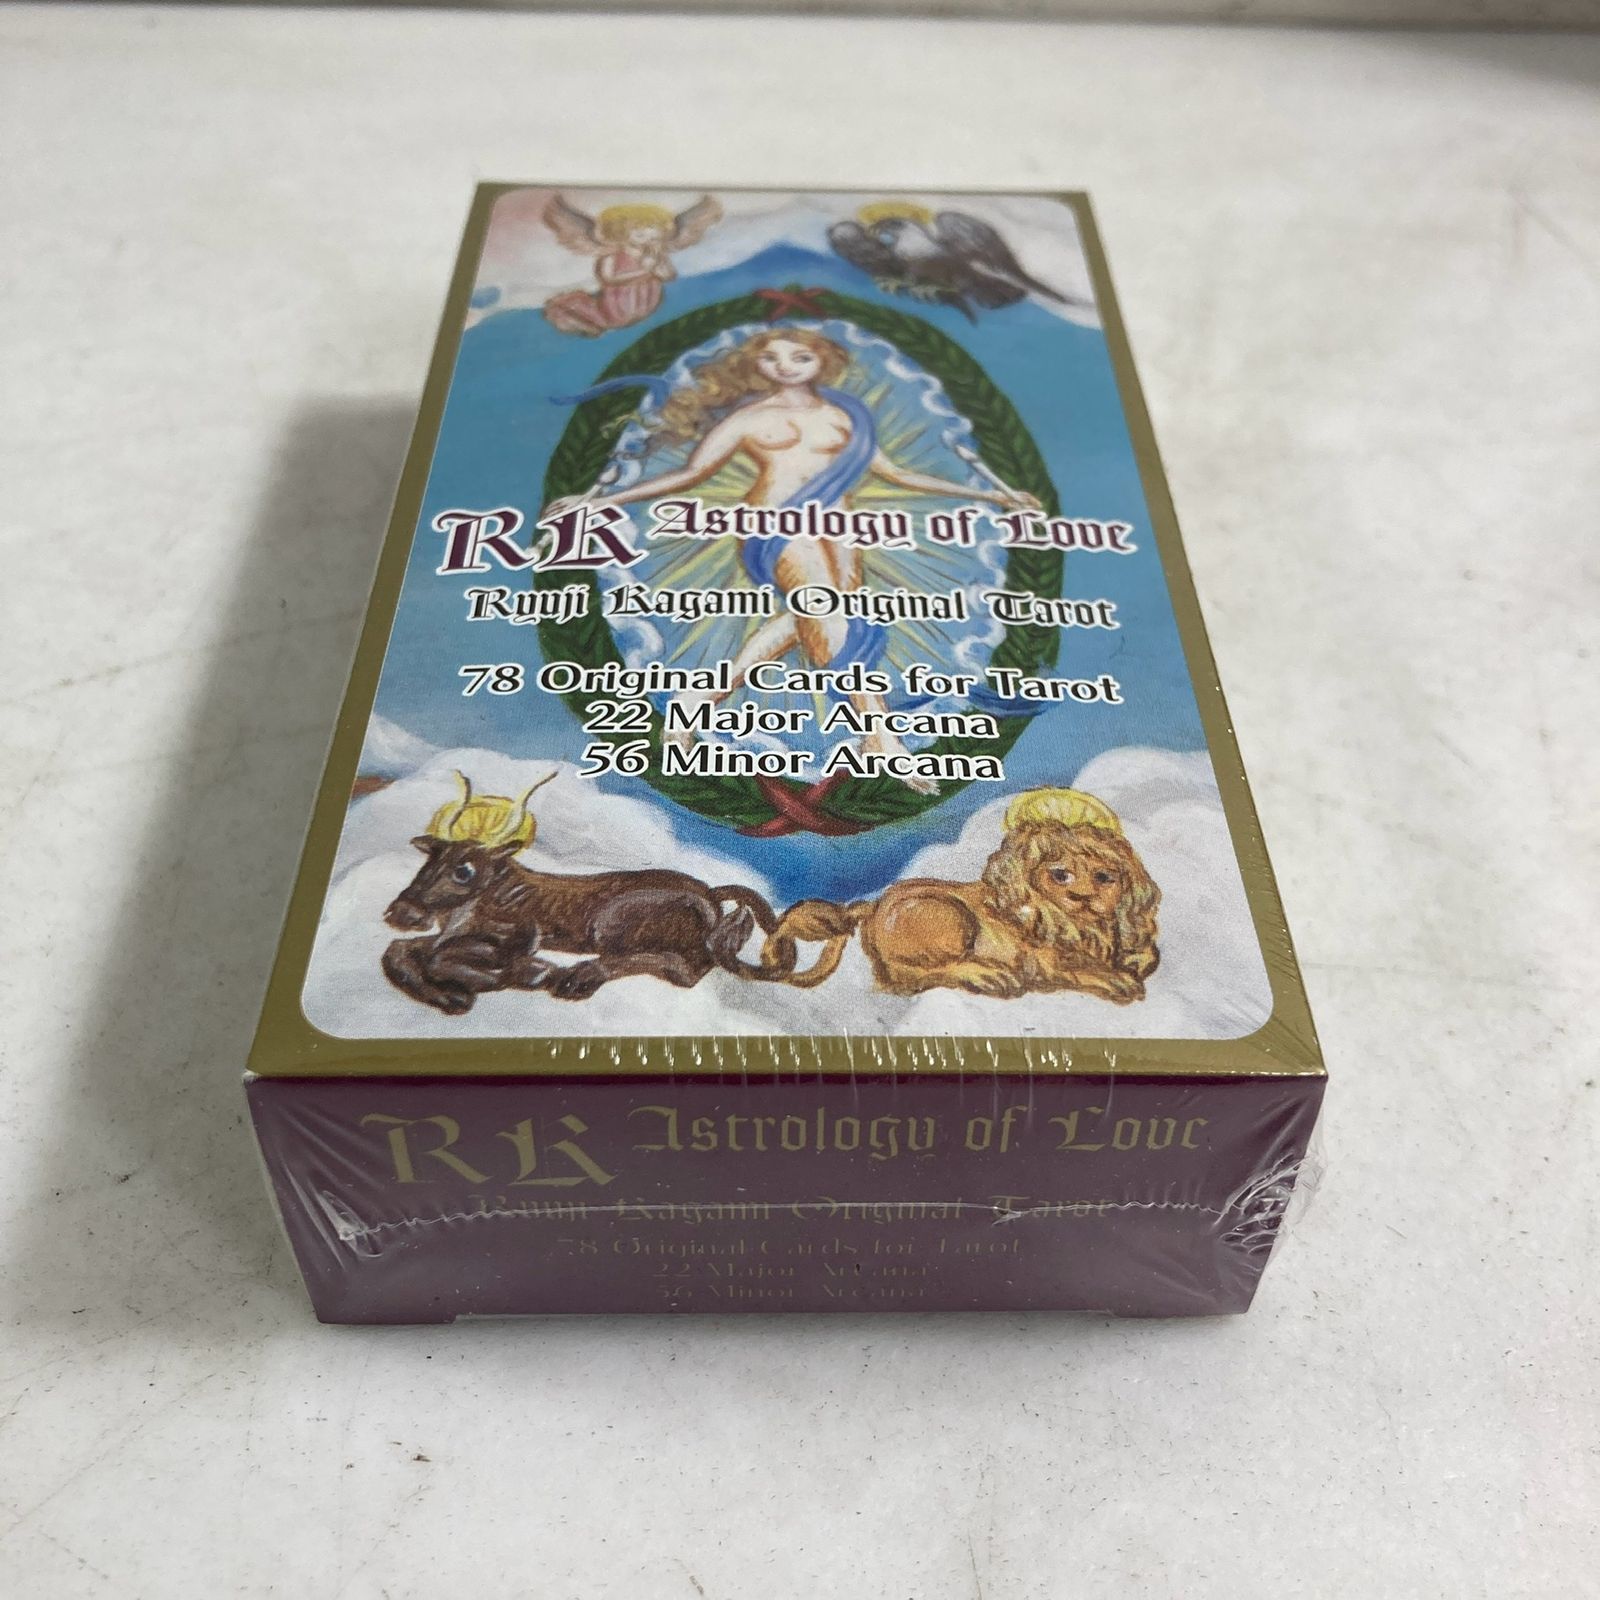 RK Astrology of Love
Ryuji Kagami Original Tarot
78 Original Cards for Tarot
22 Major Arcana
56 Minor Arcana
RK Astrology of Love
Ryuji Kagami Original Tarot
78 Original Cards for Tarot
22 Major Arcana
56 Minor Arcana